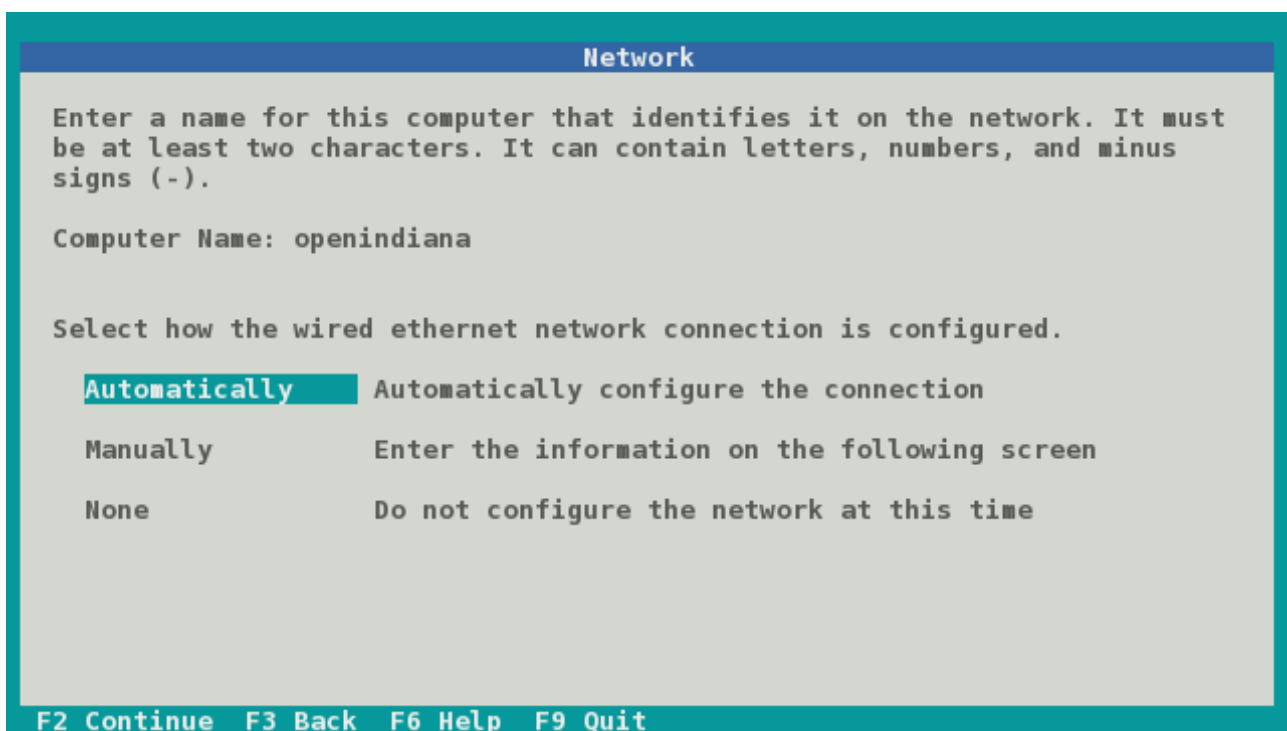 Network
Enter a name for this computer that identifies it on the network. It must
be at least two characters. It can contain letters, numbers, and minus
signs (-).
Computer Name: openindiana
Select how the wired ethernet network connection is configured.
Automatically Automatically configure the connection
Manually Enter the information on the following screen
None Do not configure the network at this time
F2 Continue F3 Back F6 Help F9 Quit